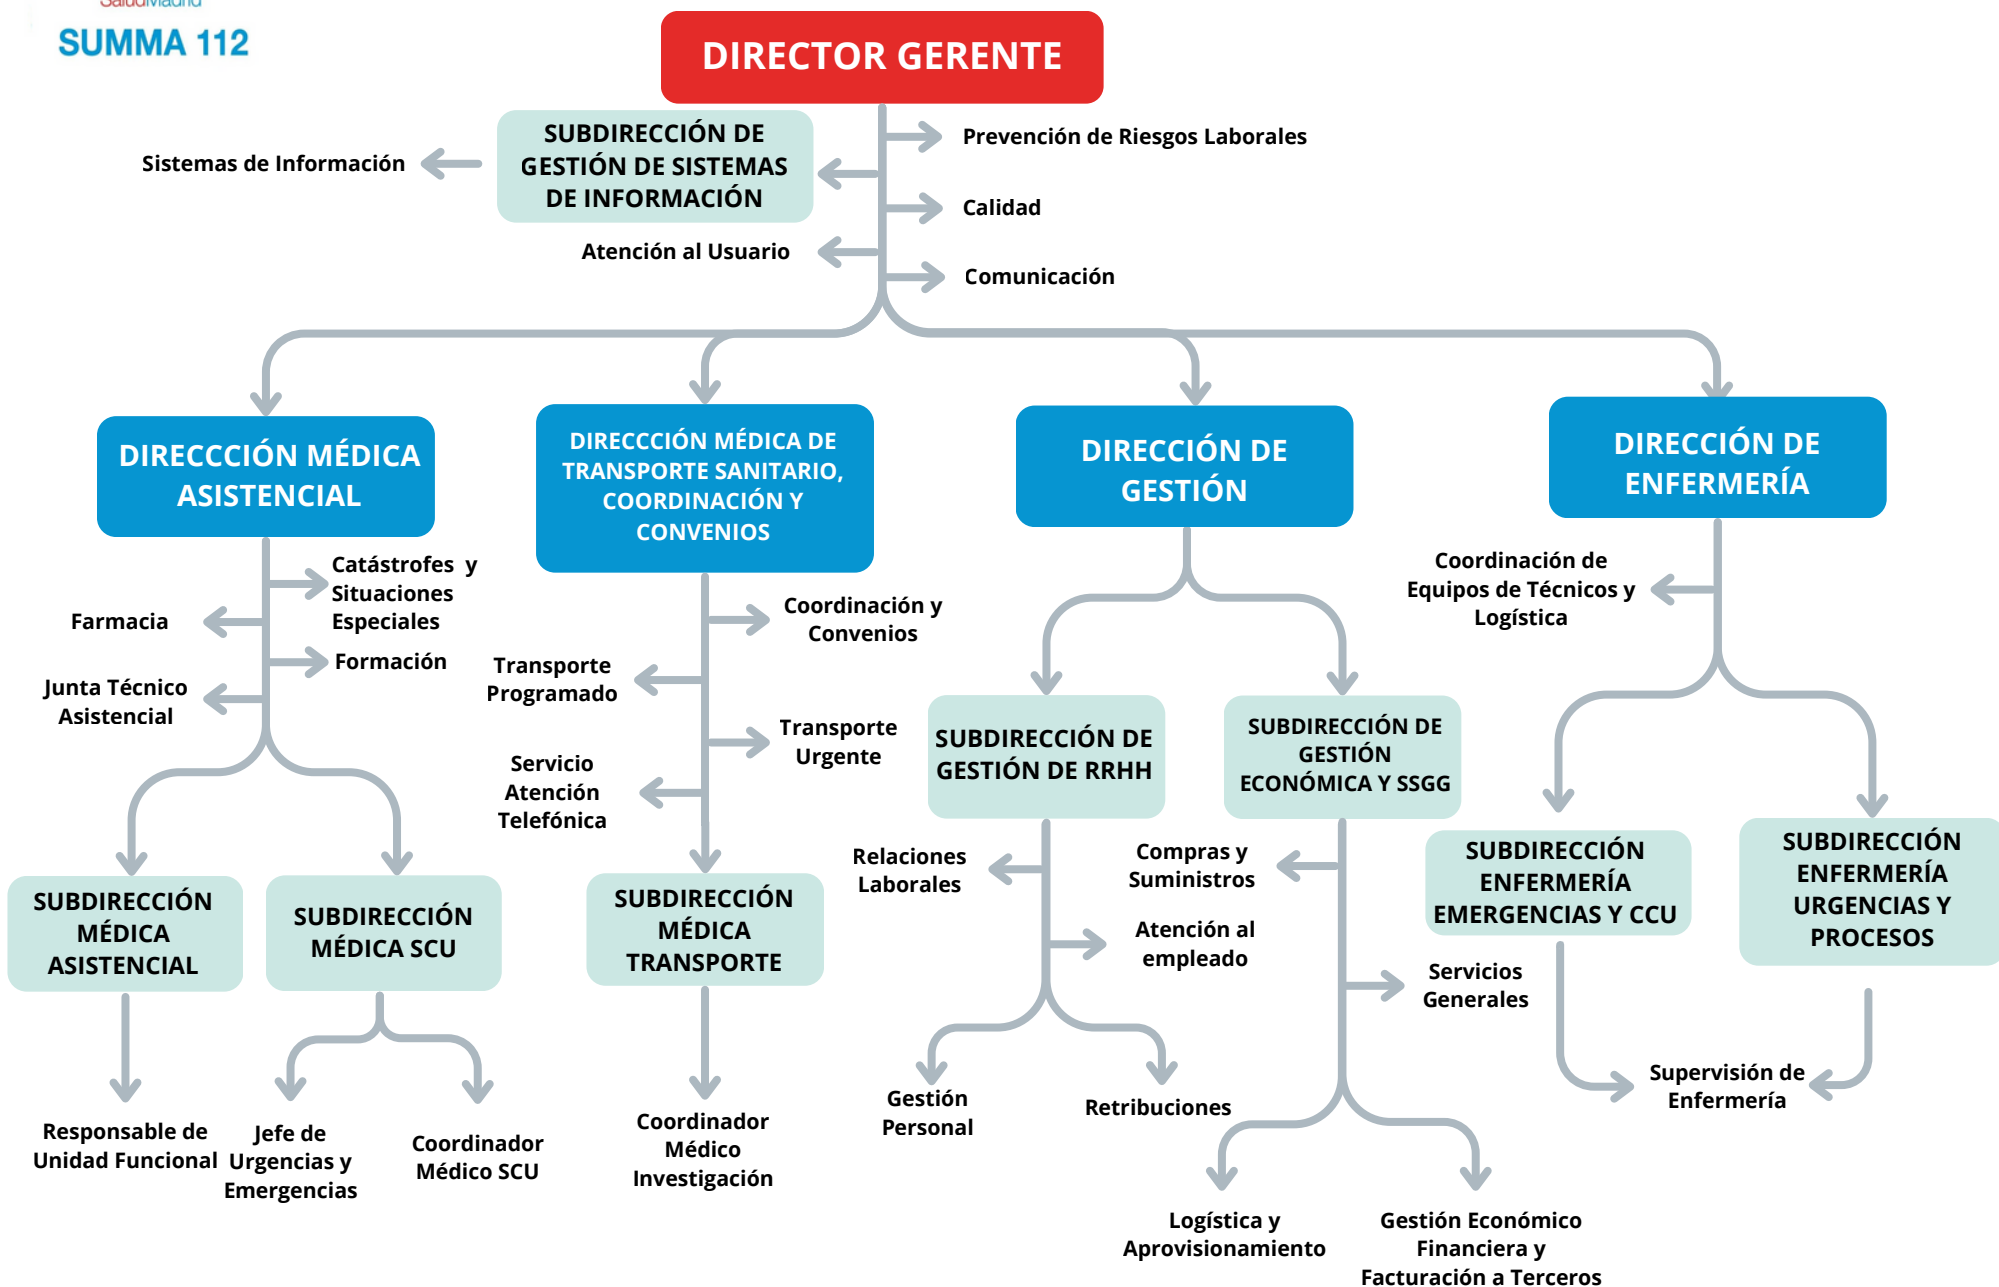 SaludMadrid
SUMMA 112
DIRECTOR GERENTE
SUBDIRECCIÓN DE
GESTIÓN DE SISTEMAS
DE INFORMACIÓN
Sistemas de Información
Prevención de Riesgos Laborales
Calidad
Atención al Usuario
Comunicación
DIRECCCIÓN MÉDICA
ASISTENCIAL
DIRECCCIÓN MÉDICA DE
TRANSPORTE SANITARIO,
COORDINACIÓN Y
CONVENIOS
DIRECCIÓN DE
GESTIÓN
DIRECCIÓN DE
ENFERMERÍA
Catástrofes y
Situaciones
Especiales
Farmacia
Formación
Junta Técnico
Asistencial
SUBDIRECCIÓN
MÉDICA
ASISTENCIAL
SUBDIRECCIÓN
MÉDICA SCU
Responsable de
Unidad Funcional
Jefe de
Urgencias y
Emergencias
Coordinador
Médico SCU
Coordinación y
Convenios
Transporte
Programado
Transporte
Urgente
Servicio
Atención
Telefónica
SUBDIRECCIÓN
MÉDICA
TRANSPORTE
Coordinador
Médico
Investigación
SUBDIRECCIÓN DE
GESTIÓN DE RRHH
SUBDIRECCIÓN DE
GESTIÓN
ECONÓMICA Y SSGG
Relaciones
Laborales
Atención al
empleado
Gestión
Personal
Retribuciones
Compras y
Suministros
Servicios
Generales
Logística y
Aprovisionamiento
Gestión Económico
Financiera y
Facturación a Terceros
Coordinación de
Equipos de Técnicos y
Logística
SUBDIRECCIÓN
ENFERMERÍA
EMERGENCIAS Y CCU
SUBDIRECCIÓN
ENFERMERÍA
URGENCIAS Y
PROCESOS
Supervisión de
Enfermería